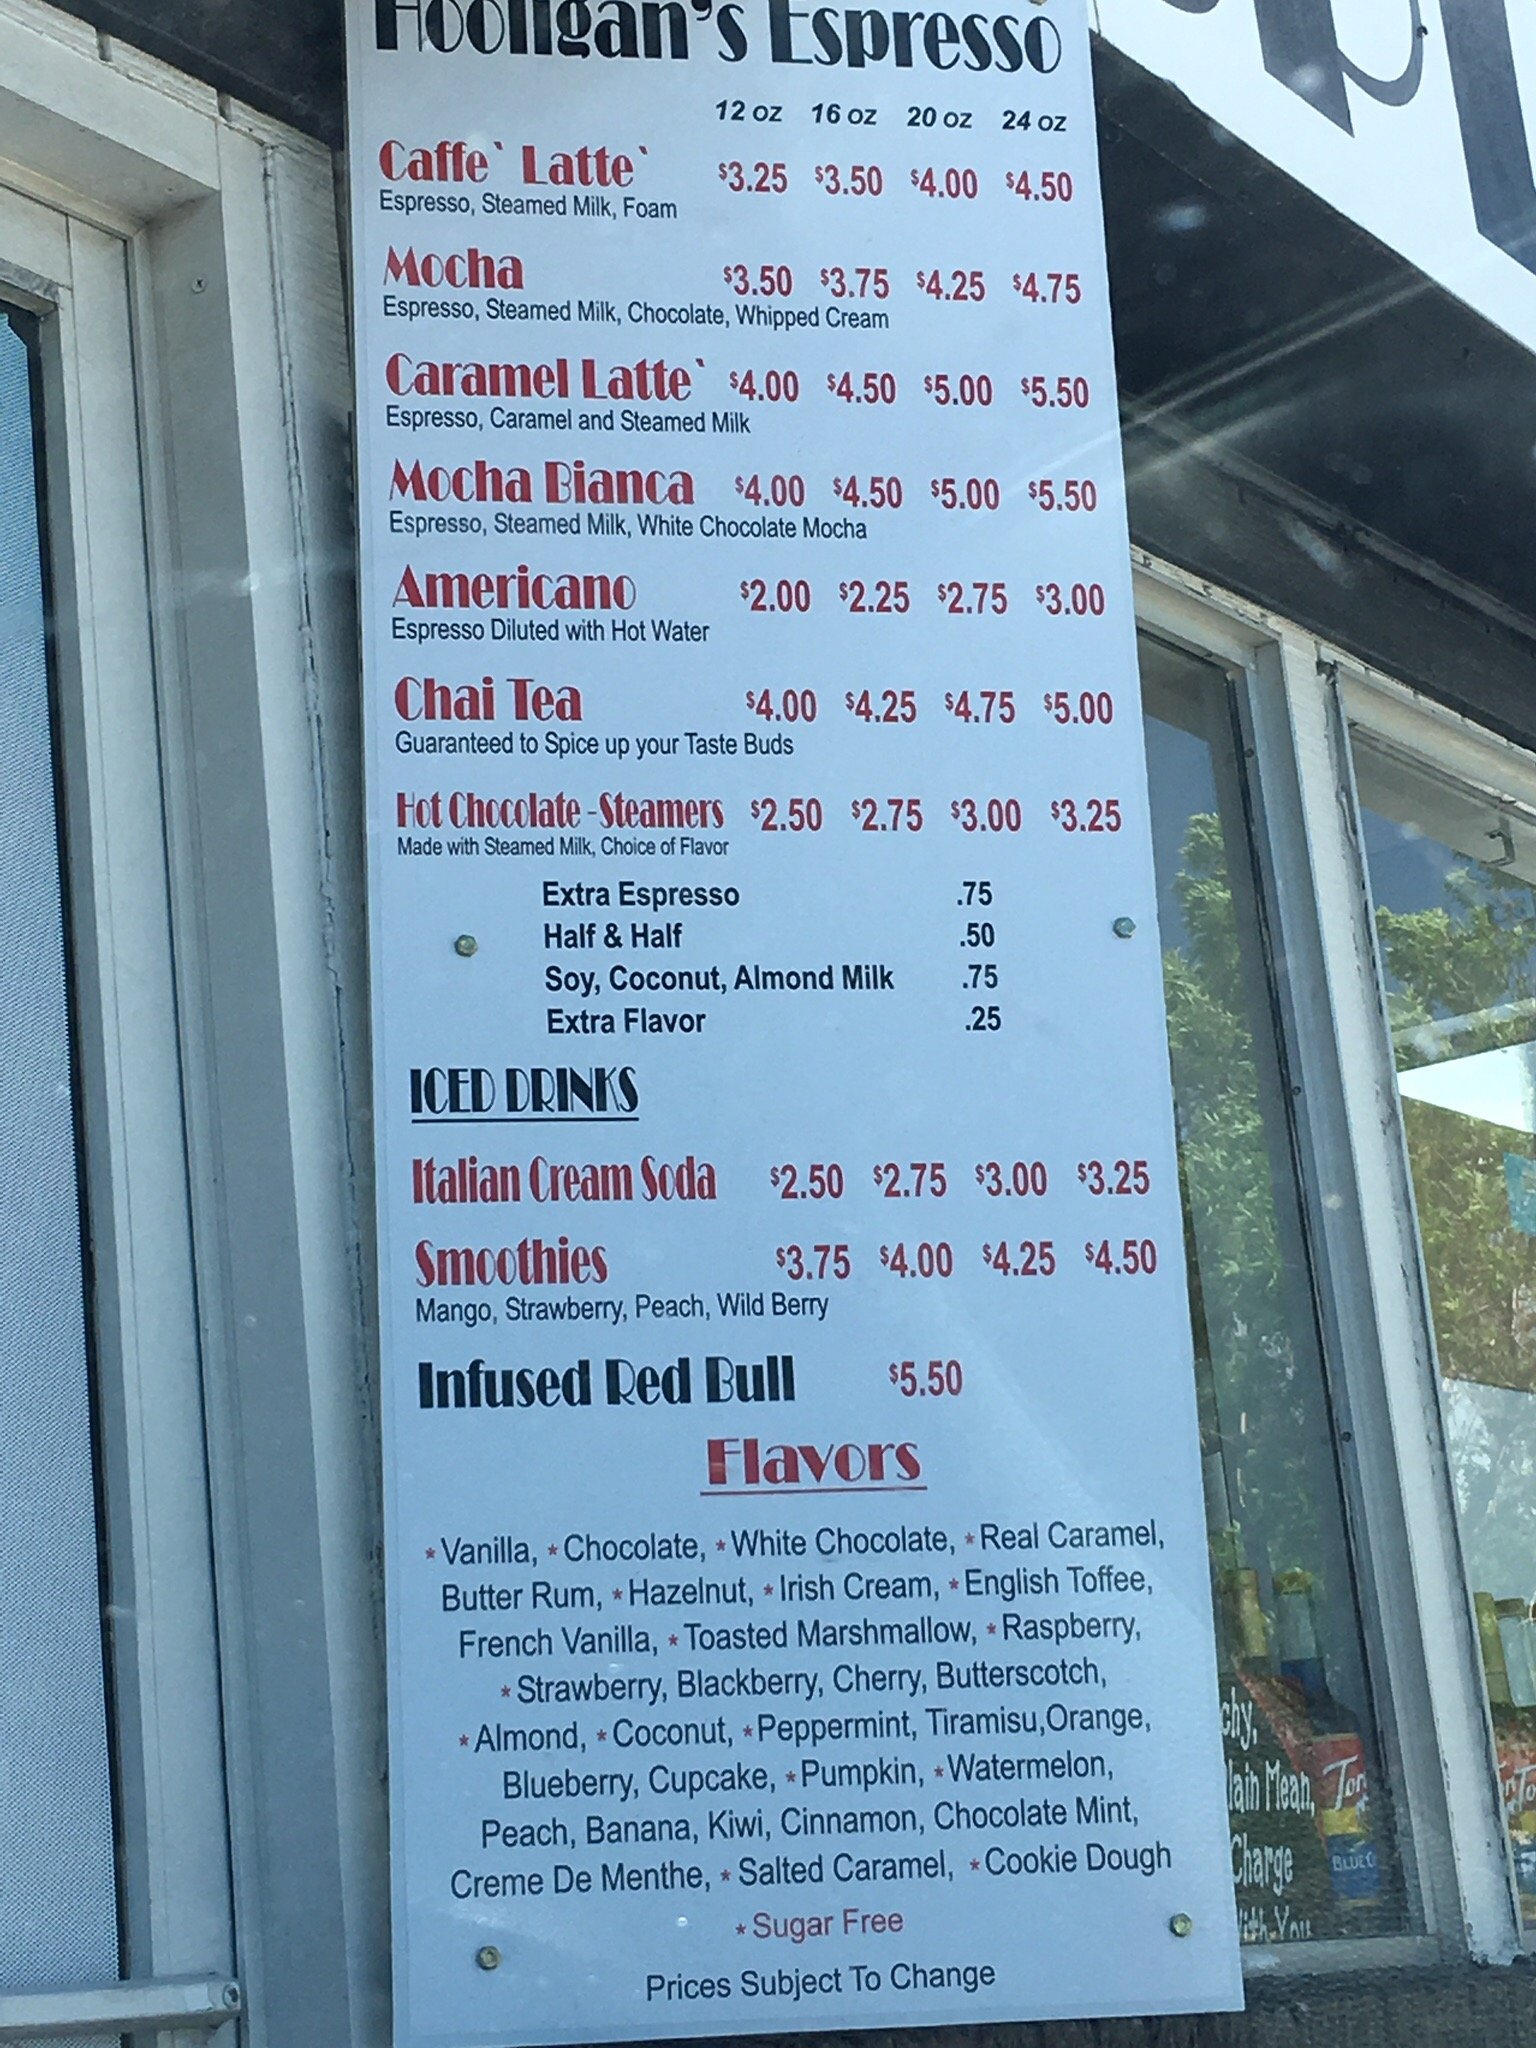 Hooligan's Espresso
12 oz 16 oz 20 oz 24 oz
Caffe` Latte` $3.25 $3.50 $4.00 $4.50
Espresso, Steamed Milk, Foam
Mocha $3.50 $3.75 $4.25 $4.75
Espresso, Steamed Milk, Chocolate, Whipped Cream
Caramel Latte` $4.00 $4.50 $5.00 $5.50
Espresso, Caramel and Steamed Milk
Mocha Bianca $4.00 $4.50 $5.00 $5.50
Espresso, Steamed Milk, White Chocolate Mocha
Americano $2.00 $2.25 $2.75 $3.00
Espresso Diluted with Hot Water
Chai Tea $4.00 $4.25 $4.75 $5.00
Guaranteed to Spice up your Taste Buds
Hot Chocolate -Steamers $2.50 $2.75 $3.00 $3.25
Made with Steamed Milk, Choice of Flavor
Extra Espresso .75
Half & Half .50
Soy, Coconut, Almond Milk .75
Extra Flavor .25
ICED DRINKS
Italian Cream Soda $2.50 $2.75 $3.00 $3.25
Smoothies $3.75 $4.00 $4.25 $4.50
Mango, Strawberry, Peach, Wild Berry
Infused Red Bull $5.50
Flavors
*Vanilla, *Chocolate, *White Chocolate, *Real Caramel,
Butter Rum, *Hazelnut, *Irish Cream, *English Toffee,
French Vanilla, *Toasted Marshmallow, *Raspberry,
*Strawberry, Blackberry, Cherry, Butterscotch,
*Almond, *Coconut, *Peppermint, Tiramisu,Orange,
Blueberry, Cupcake, *Pumpkin, *Watermelon,
Peach, Banana, Kiwi, Cinnamon, Chocolate Mint,
Creme De Menthe, *Salted Caramel, *Cookie Dough
*Sugar Free
Prices Subject To Change
Mean,
Charge
With You